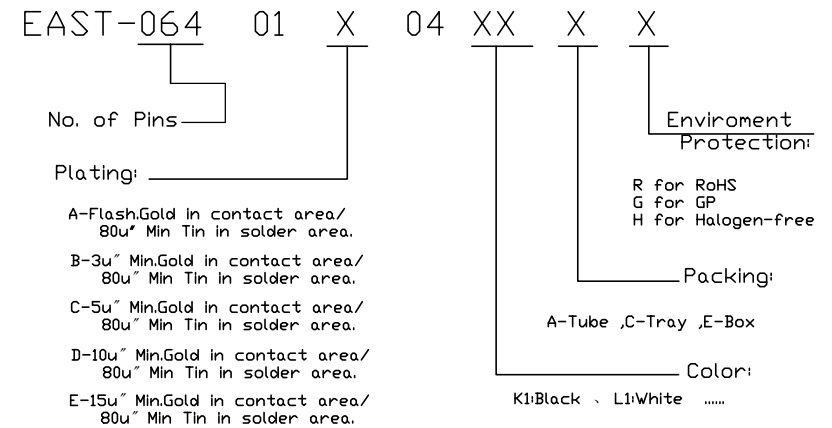 EAST-064 01 X 04 XX X X
No. of Pins
Enviroment
Protection:
Plating:
R for RoHS
G for GP
H for Halogen-free
A-Flash.Gold in contact area/
80u" Min Tin in solder area.
B-3u" Min.Gold in contact area/
80u" Min Tin in solder area.
Packing:
C-5u" Min.Gold in contact area/
80u" Min Tin in solder area.
A-Tube ,C-Tray ,E-Box
D-10u" Min.Gold in contact area/
80u" Min Tin in solder area.
Color:
E-15u" Min.Gold in contact area/
80u" Min Tin in solder area.
K1:Black 、 L1:White ......